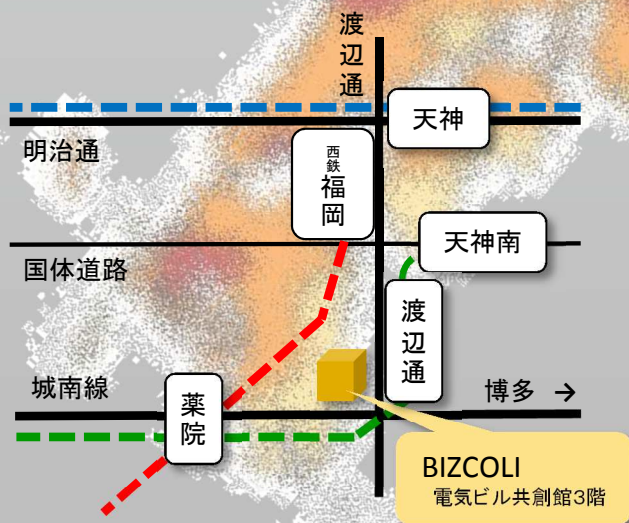 渡辺通
天神
明治通
西鉄
福岡
天神南
国体道路
渡辺通
城南線
薬院
博多 →
BIZCOLI
電気ビル共創館3階